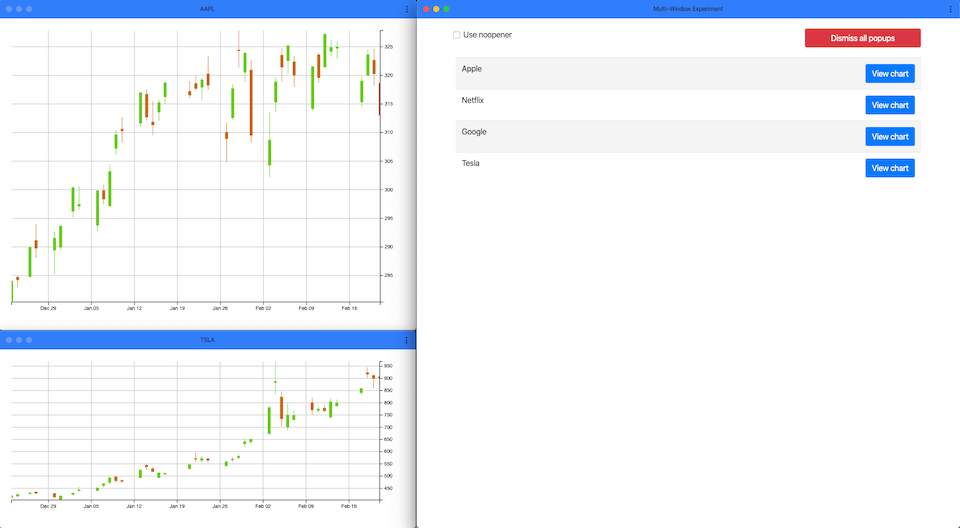 AAPL
325
320
315
310
305
300
295
290
285
Dec 29 Jan 05 Jan 12 Jan 19 Jan 26 Feb 02 Feb 09 Feb 16
TSLA
950
900
850
800
750
700
650
600
550
500
450
Dec 29 Jan 05 Jan 12 Jan 19 Jan 26 Feb 02 Feb 09 Feb 16
Multi-Window Experiment
Use noopener
Dismiss all popups
Apple View chart
Netflix View chart
Google View chart
Tesla View chart